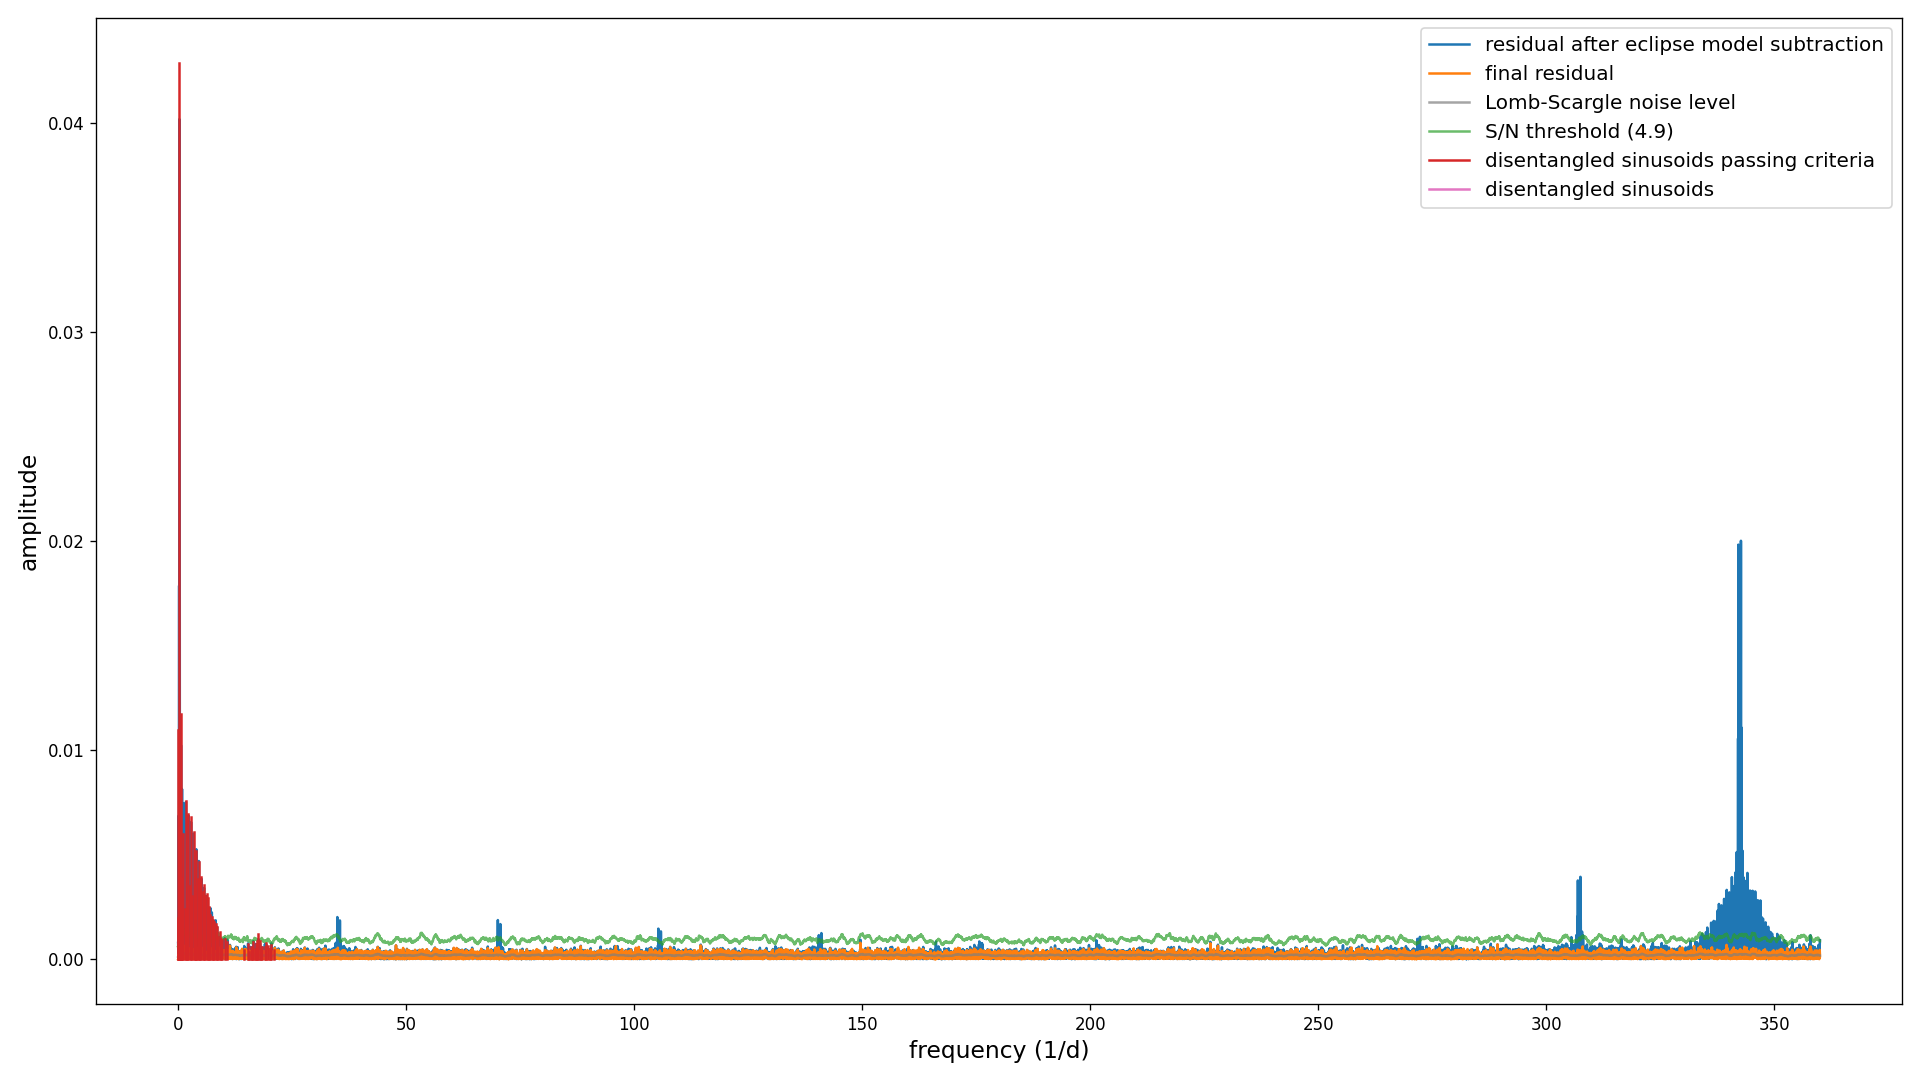 residual after eclipse model subtraction
final residual
Lomb-Scargle noise level
S/N threshold (4.9)
disentangled sinusoids passing criteria
disentangled sinusoids
0.04
0.03
0.02
0.01
0.00
amplitude
0 50 100 150 200 250 300 350
frequency (1/d)